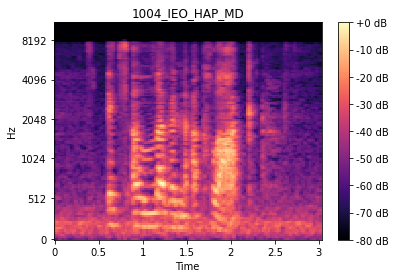 1004_IEO_HAP_MD
Hz
8192
4096
2048
1024
512
0
0
0.5
1
1.5
2
2.5
3
Time
+0 dB
-10 dB
-20 dB
-30 dB
-40 dB
-50 dB
-60 dB
-70 dB
-80 dB